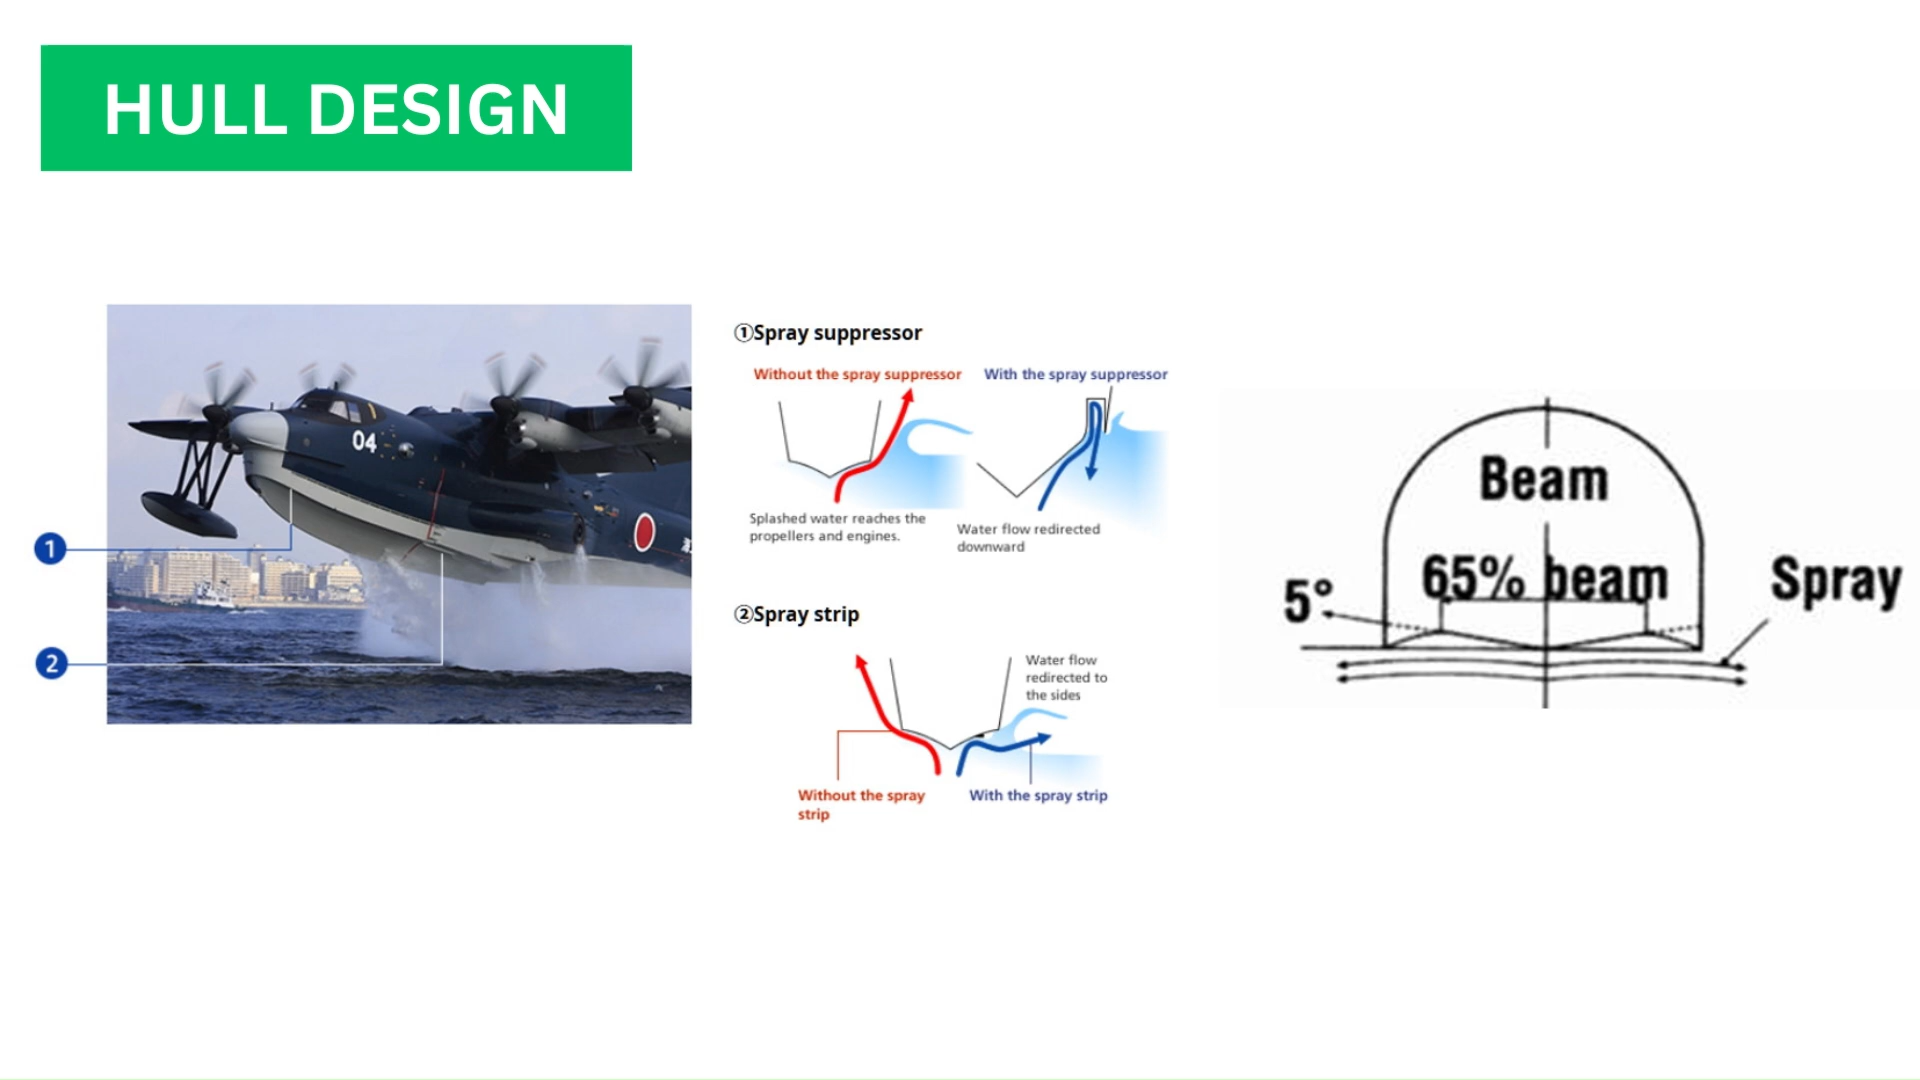 HULL DESIGN
04
1
2
①Spray suppressor
Without the spray suppressor
With the spray suppressor
Splashed water reaches the
propellers and engines.
Water flow redirected
downward
②Spray strip
Water flow
redirected to
the sides
Without the spray
strip
With the spray strip
Beam
65% beam
5°
Spray